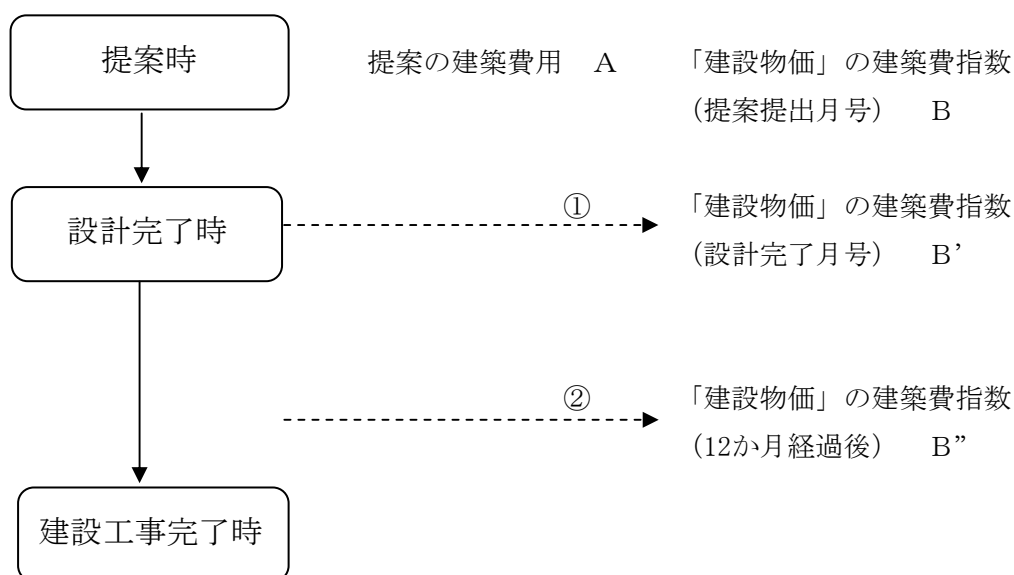 提案時
提案の建築費用　A
「建設物価」の建築費指数
（提案提出月号）　B
設計完了時
①
「建設物価」の建築費指数
（設計完了月号）　B’
②
「建設物価」の建築費指数
（12か月経過後）　B”
建設工事完了時